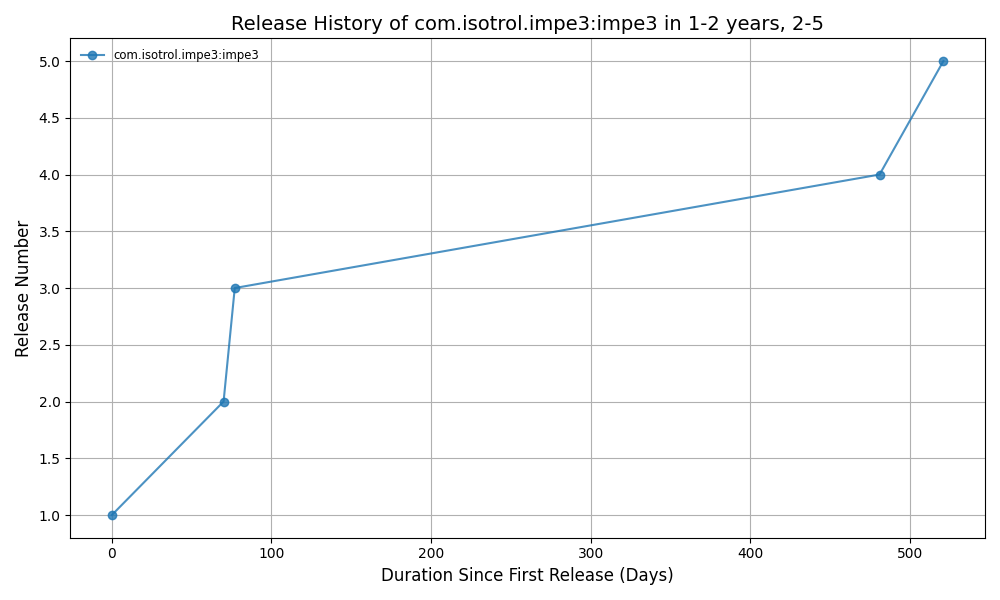 Release History of com.isotrol.impe3:impe3 in 1-2 years, 2-5
com.isotrol.impe3:impe3
5.0
4.5
4.0
3.5
3.0
2.5
2.0
1.5
1.0
Release Number
0 100 200 300 400 500
Duration Since First Release (Days)